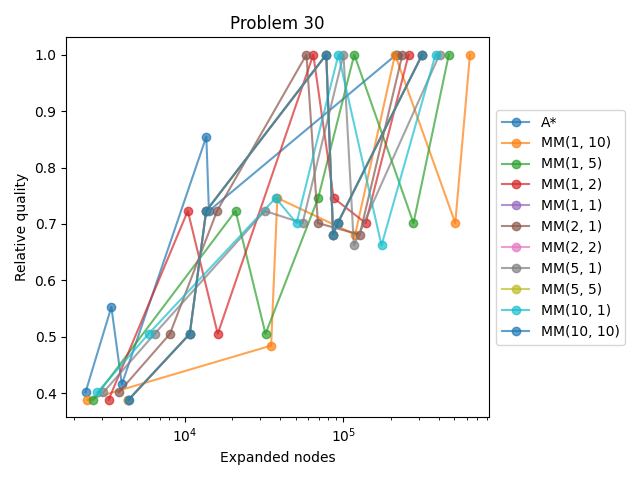 Problem 30
Relative quality
1.0
0.9
0.8
0.7
0.6
0.5
0.4
10⁴
10⁵
Expanded nodes
A*
MM(1, 10)
MM(1, 5)
MM(1, 2)
MM(1, 1)
MM(2, 1)
MM(2, 2)
MM(5, 1)
MM(5, 5)
MM(10, 1)
MM(10, 10)